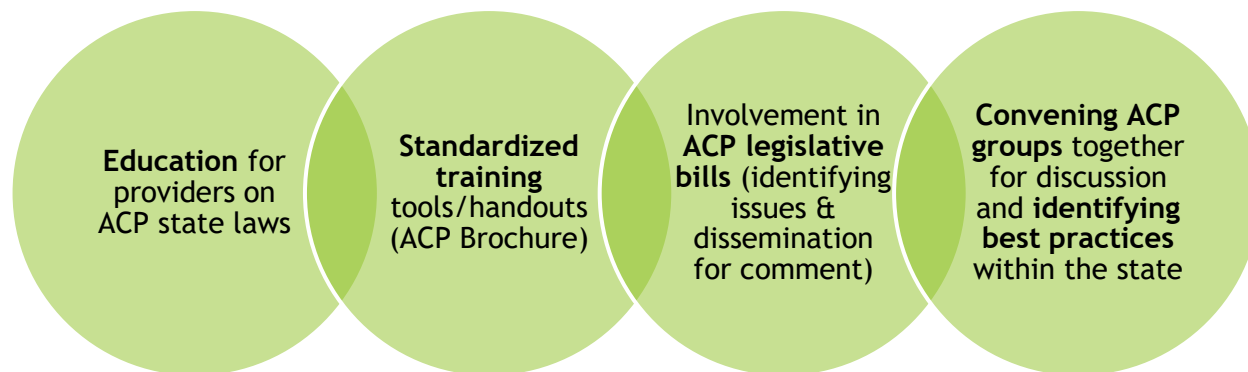 Education for
providers on
ACP state laws
Standardized
training
tools/handouts
(ACP Brochure)
Involvement in
ACP legislative
bills (identifying
issues &
dissemination
for comment)
Convening ACP
groups together
for discussion
and identifying
best practices
within the state